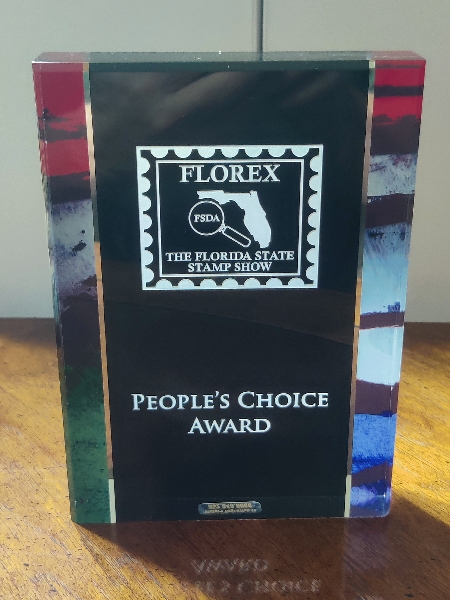 FLOREX
FSDA
THE FLORIDA STATE
STAMP SHOW
PEOPLE'S CHOICE
AWARD